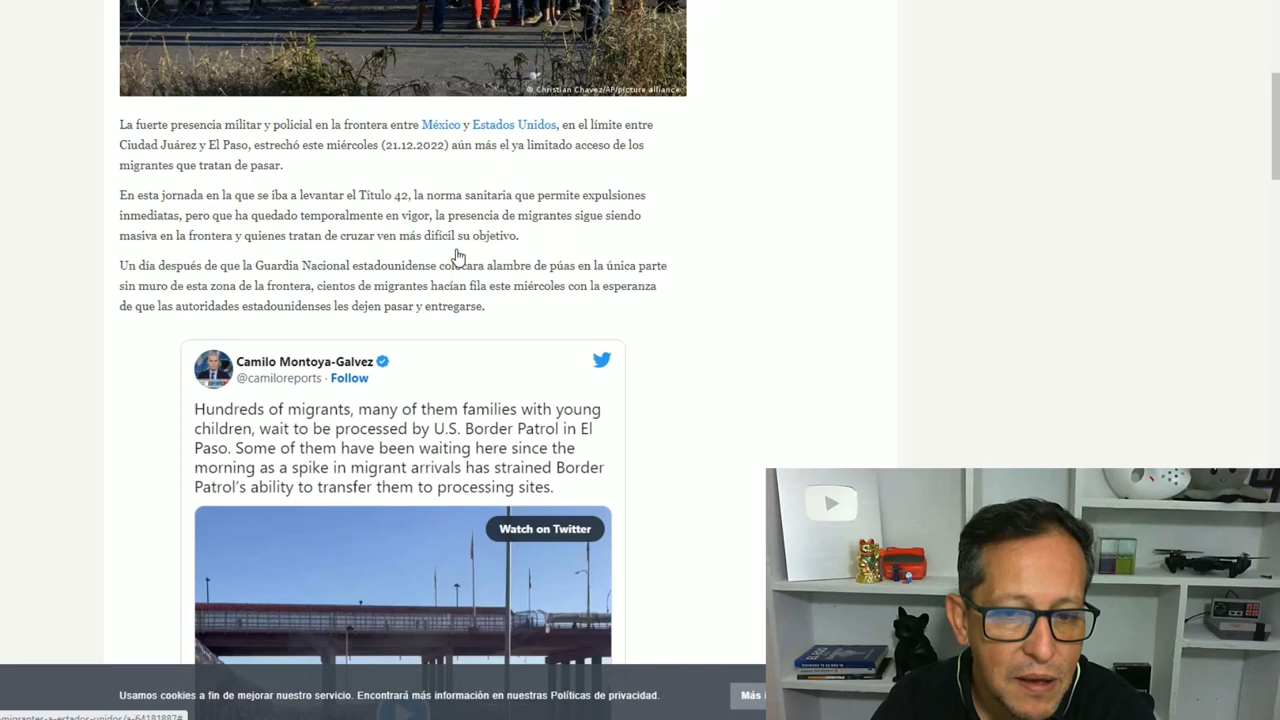 © Christian Chavez/AP/picture alliance
La fuerte presencia militar y policial en la frontera entre México y Estados Unidos, en el límite entre
Ciudad Juárez y El Paso, estrechó este miércoles (21.12.2022) aún más el ya limitado acceso de los
migrantes que tratan de pasar.
En esta jornada en la que se iba a levantar el Título 42, la norma sanitaria que permite expulsiones
inmediatas, pero que ha quedado temporalmente en vigor, la presencia de migrantes sigue siendo
masiva en la frontera y quienes tratan de cruzar ven más difícil su objetivo.
Un día después de que la Guardia Nacional estadounidense colocara alambre de púas en la única parte
sin muro de esta zona de la frontera, cientos de migrantes hacían fila este miércoles con la esperanza
de que las autoridades estadounidenses les dejen pasar y entregarse.
Camilo Montoya-Galvez
@camiloreports · Follow
Hundreds of migrants, many of them families with young
children, wait to be processed by U.S. Border Patrol in El
Paso. Some of them have been waiting here since the
morning as a spike in migrant arrivals has strained Border
Patrol's ability to transfer them to processing sites.
Watch on Twitter
Usamos cookies a fin de mejorar nuestro servicio. Encontrará más información en nuestras Políticas de privacidad.
Más i
-migrantes-a-estados-unidos/a-64181887#